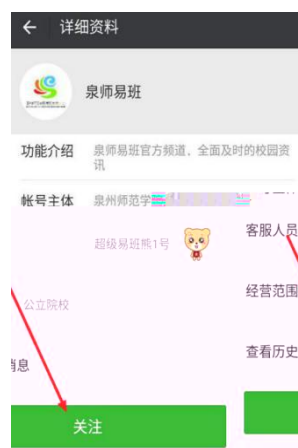 详细资料
泉师易班
功能介绍 泉师易班官方频道，全面及时的校园资
讯
帐号主体 泉州师范学
客服人员
超级易班熊1号
经营范围
公立院校
查看历史
消息
关注